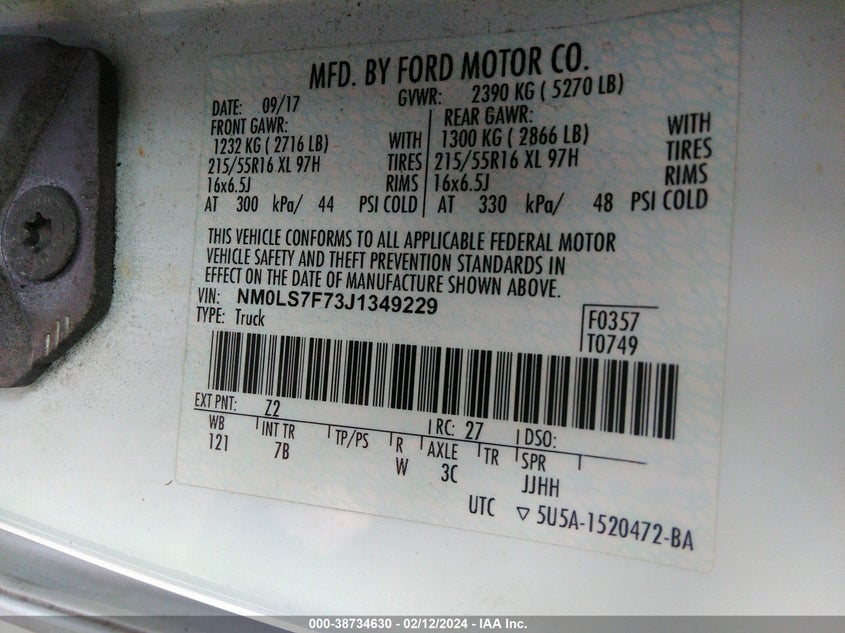 MFD. BY FORD MOTOR CO.
DATE: 09/17 GVWR: 2390 KG ( 5270 LB)
FRONT GAWR: REAR GAWR:
1232 KG ( 2716 LB) WITH 1300 KG ( 2866 LB) WITH
215/55R16 XL 97H TIRES 215/55R16 XL 97H TIRES
16x6.5J RIMS 16x6.5J RIMS
AT 300 kPa/ 44 PSI COLD AT 330 kPa/ 48 PSI COLD
THIS VEHICLE CONFORMS TO ALL APPLICABLE FEDERAL MOTOR
VEHICLE SAFETY AND THEFT PREVENTION STANDARDS IN
EFFECT ON THE DATE OF MANUFACTURE SHOWN ABOVE.
VIN: NM0LS7F73J1349229
TYPE: Truck
F0357
T0749
EXT PNT: Z2 RC: 27 DSO:
WB INT TR TP/PS R AXLE TR SPR
121 7B W 3C JJHH
UTC ▽ 5U5A-1520472-BA
000-38734630 - 02/12/2024 - IAA Inc.